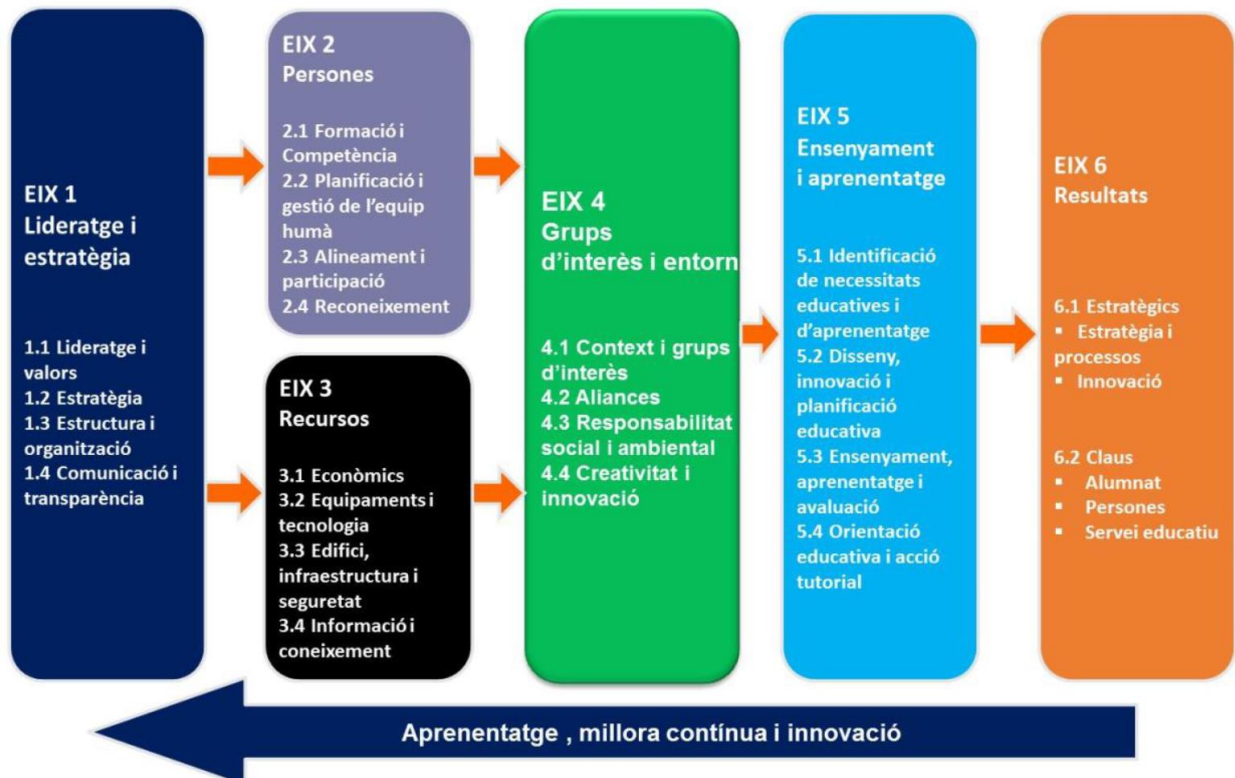 EIX 1
Lideratge i
estratègia
1.1 Lideratge i
valors
1.2 Estratègia
1.3 Estructura i
organització
1.4 Comunicació i
transparència
EIX 2
Persones
2.1 Formació i
Competència
2.2 Planificació i
gestió de l'equip
humà
2.3 Alineament i
participació
2.4 Reconeixement
EIX 3
Recursos
3.1 Econòmics
3.2 Equipaments i
tecnologia
3.3 Edifici,
infraestructura i
seguretat
3.4 Informació i
coneixement
EIX 4
Grups
d'interès i entorn
4.1 Context i grups
d'interès
4.2 Aliances
4.3 Responsabilitat
social i ambiental
4.4 Creativitat i
innovació
EIX 5
Ensenyament
i aprenentatge
5.1 Identificació
de necessitats
educatives i
d'aprenentatge
5.2 Disseny,
innovació i
planificació
educativa
5.3 Ensenyament,
aprenentatge i
avaluació
5.4 Orientació
educativa i acció
tutorial
EIX 6
Resultats
6.1 Estratègics
▪ Estratègia i
processos
▪ Innovació
6.2 Claus
▪ Alumnat
▪ Persones
▪ Servei educatiu
Aprenentatge , millora contínua i innovació